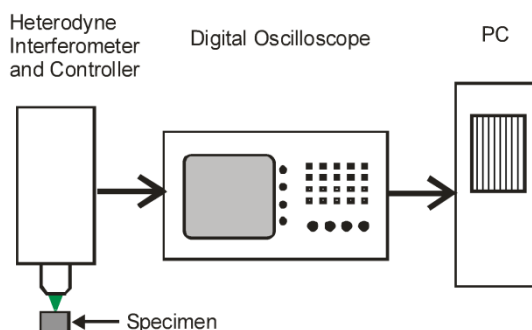 Heterodyne
Interferometer
and Controller
Digital Oscilloscope
PC
Specimen